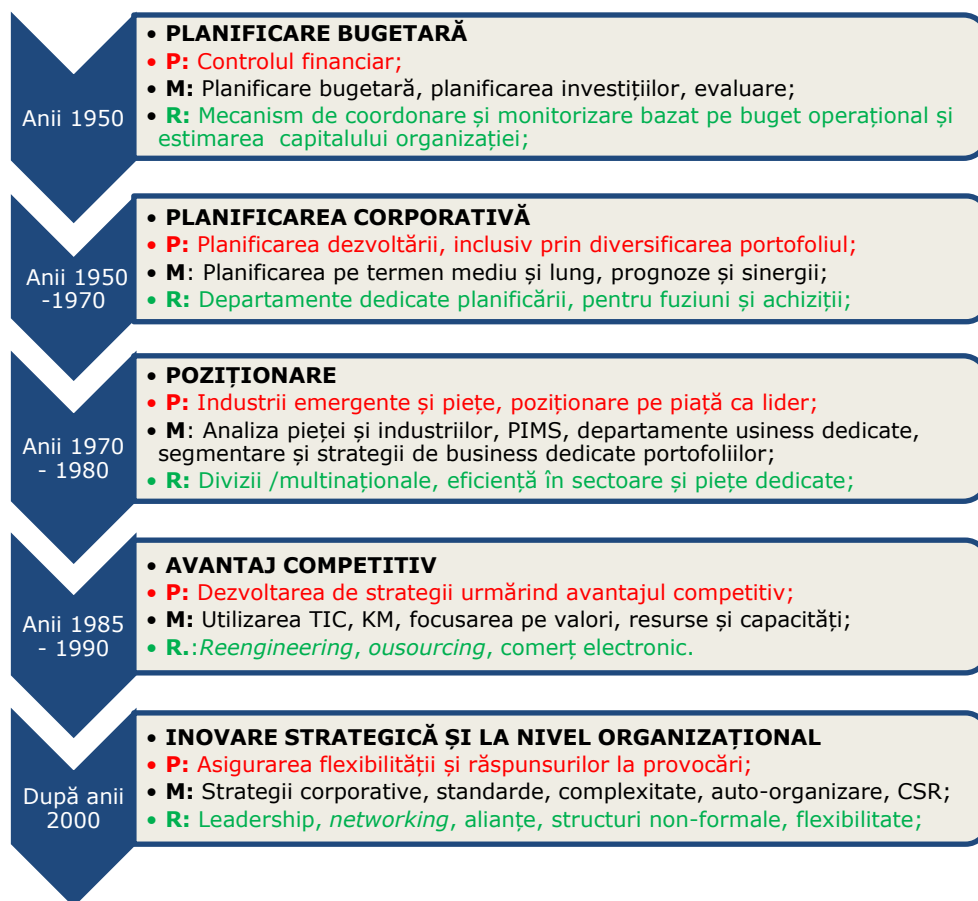 Anii 1950
• PLANIFICARE BUGETARĂ
• P: Controlul financiar;
• M: Planificare bugetară, planificarea investițiilor, evaluare;
• R: Mecanism de coordonare și monitorizare bazat pe buget operațional și
estimarea capitalului organizației;
Anii 1950
-1970
• PLANIFICAREA CORPORATIVĂ
• P: Planificarea dezvoltării, inclusiv prin diversificarea portofoliul;
• M: Planificarea pe termen mediu și lung, prognoze și sinergii;
• R: Departamente dedicate planificării, pentru fuziuni și achiziții;
Anii 1970
- 1980
• POZIȚIONARE
• P: Industrii emergente și piețe, poziționare pe piață ca lider;
• M: Analiza pieței și industriilor, PIMS, departamente usiness dedicate,
segmentare și strategii de business dedicate portofoliilor;
• R: Divizii /multinaționale, eficiență în sectoare și piețe dedicate;
Anii 1985
- 1990
• AVANTAJ COMPETITIV
• P: Dezvoltarea de strategii urmărind avantajul competitiv;
• M: Utilizarea TIC, KM, focusarea pe valori, resurse și capacități;
• R.:Reengineering, ousourcing, comerț electronic.
După anii
2000
• INOVARE STRATEGICĂ ȘI LA NIVEL ORGANIZAȚIONAL
• P: Asigurarea flexibilității și răspunsurilor la provocări;
• M: Strategii corporative, standarde, complexitate, auto-organizare, CSR;
• R: Leadership, networking, alianțe, structuri non-formale, flexibilitate;